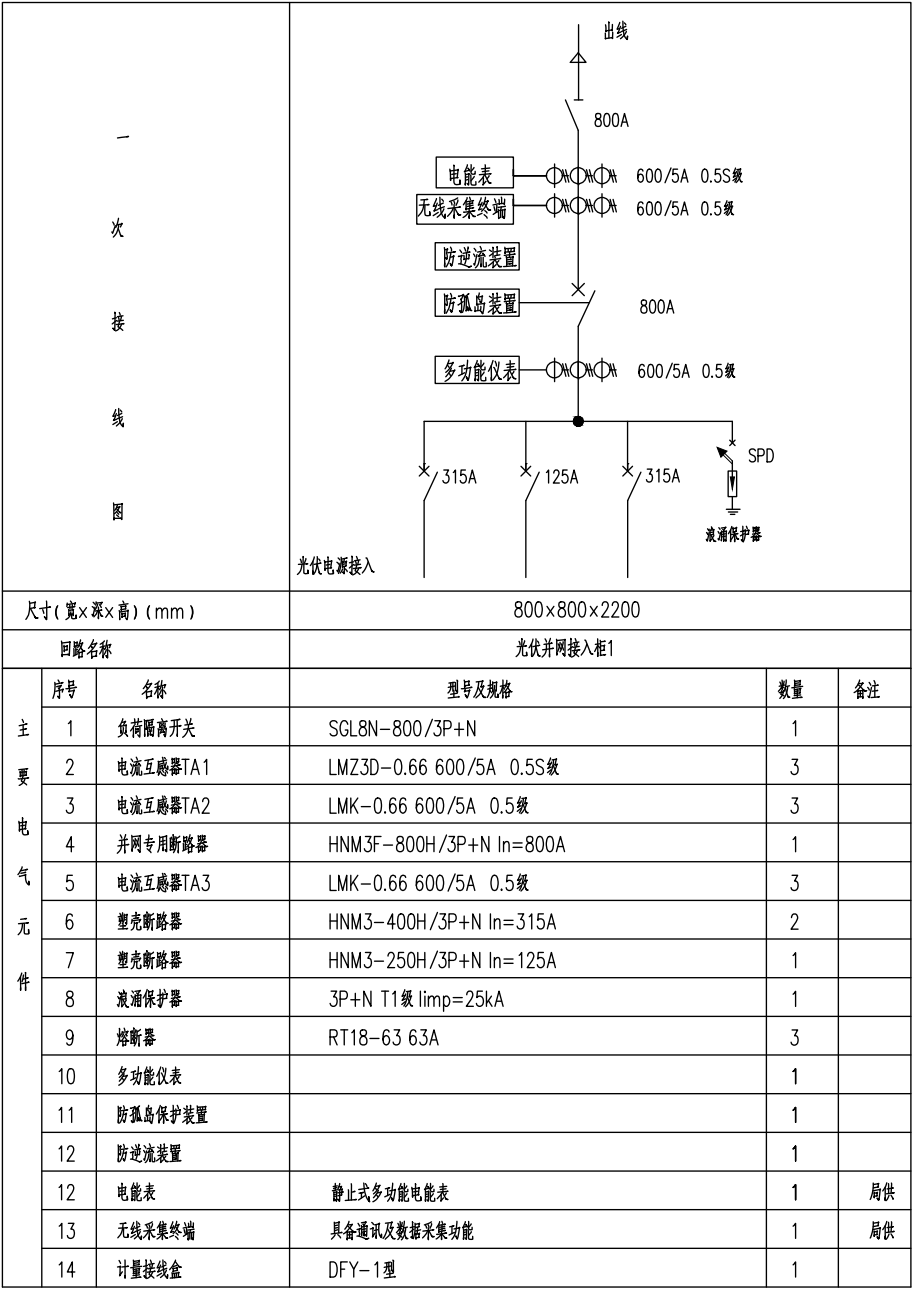 一次接线图
出线
800A
电能表 600/5A 0.5S级
无线采集终端 600/5A 0.5级
防逆流装置
防孤岛装置 800A
多功能仪表 600/5A 0.5级
315A 125A 315A SPD
浪涌保护器
光伏电源接入
尺寸(宽×深×高)(mm) 800×800×2200
回路名称 光伏并网接入柜1
主要电气元件
序号 名称 型号及规格 数量 备注
1 负荷隔离开关 SGL8N-800/3P+N 1
2 电流互感器TA1 LMZ3D-0.66 600/5A 0.5S级 3
3 电流互感器TA2 LMK-0.66 600/5A 0.5级 3
4 并网专用断路器 HNM3F-800H/3P+N In=800A 1
5 电流互感器TA3 LMK-0.66 600/5A 0.5级 3
6 塑壳断路器 HNM3-400H/3P+N In=315A 2
7 塑壳断路器 HNM3-250H/3P+N In=125A 1
8 浪涌保护器 3P+N T1级 Iimp=25kA 1
9 熔断器 RT18-63 63A 3
10 多功能仪表 1
11 防孤岛保护装置 1
12 防逆流装置 1
12 电能表 静止式多功能电能表 1 局供
13 无线采集终端 具备通讯及数据采集功能 1 局供
14 计量接线盒 DFY-1型 1